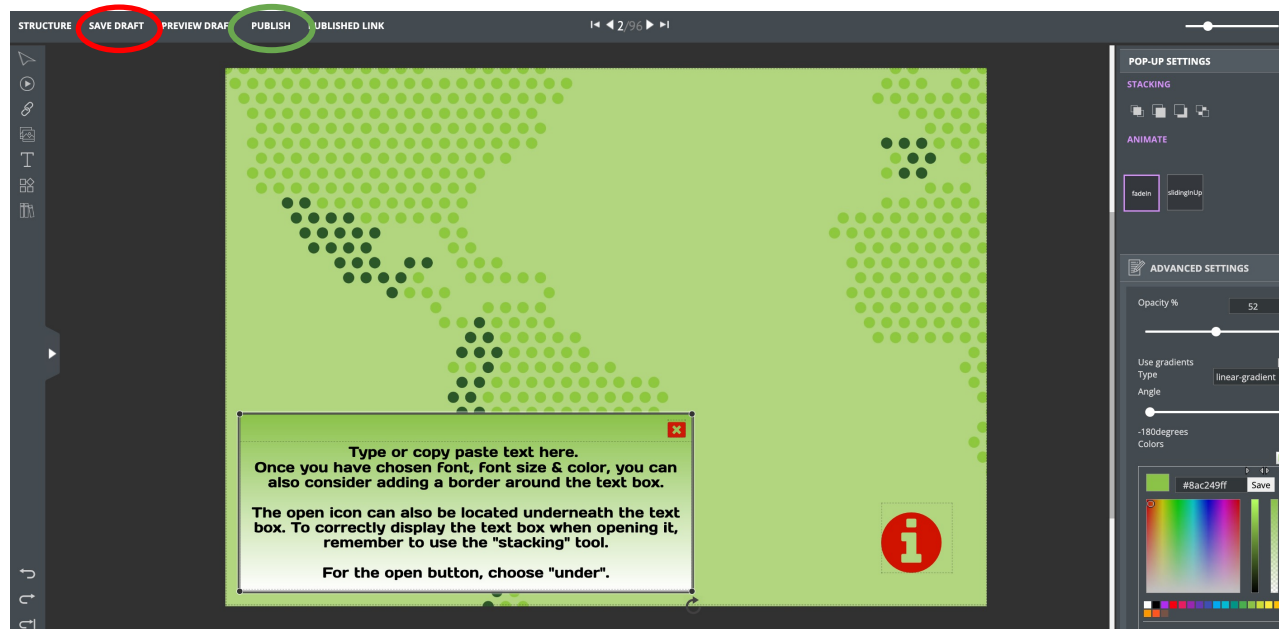 STRUCTURE SAVE DRAFT PREVIEW DRAF PUBLISH UBLISHED LINK 2/96
POP-UP SETTINGS
STACKING
ANIMATE
fadeIn slidingInUp
ADVANCED SETTINGS
Opacity % 52
Use gradients
Type linear-gradient
Angle
-180degrees
Colors
#8ac249ff Save
Type or copy paste text here.
Once you have chosen font, font size & color, you can
also consider adding a border around the text box.
The open icon can also be located underneath the text
box. To correctly display the text box when opening it,
remember to use the "stacking" tool.
For the open button, choose "under".